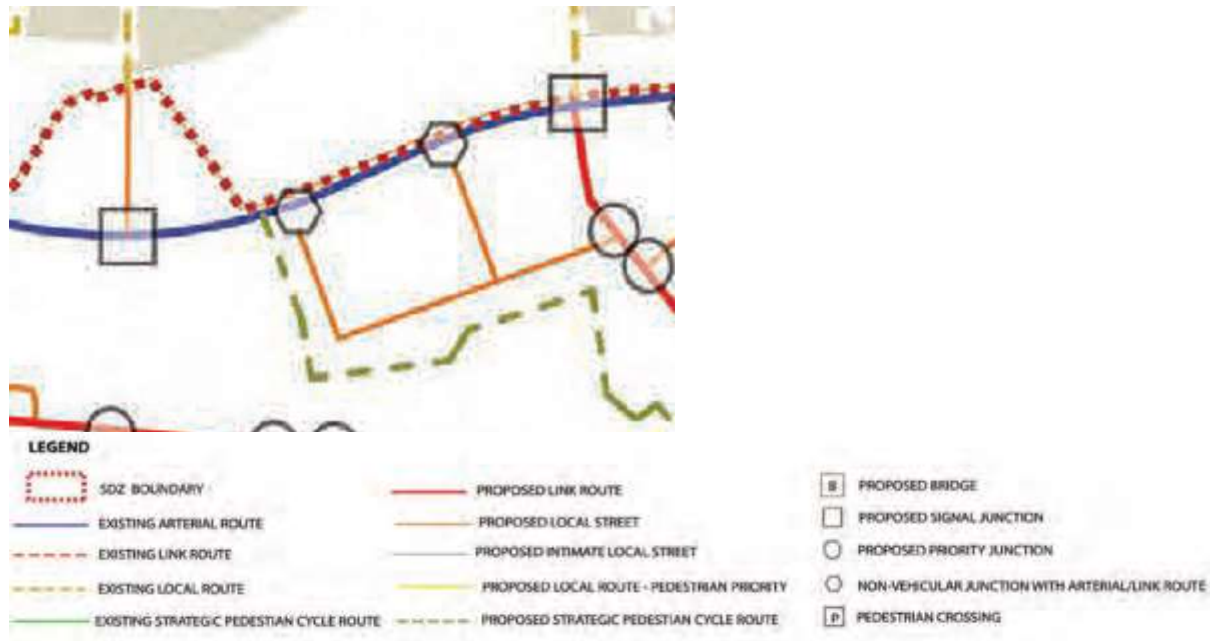 LEGEND
SDZ BOUNDARY
EXISTING ARTERIAL ROUTE
EXISTING LINK ROUTE
EXISTING LOCAL ROUTE
EXISTING STRATEGIC PEDESTIAN CYCLE ROUTE
PROPOSED LINK ROUTE
PROPOSED LOCAL STREET
PROPOSED INTIMATE LOCAL STREET
PROPOSED LOCAL ROUTE - PEDESTRIAN PRIORITY
PROPOSED STRATEGIC PEDESTIAN CYCLE ROUTE
B PROPOSED BRIDGE
PROPOSED SIGNAL JUNCTION
PROPOSED PRIORITY JUNCTION
NON-VEHICULAR JUNCTION WITH ARTERIAL/LINK ROUTE
P PEDESTRIAN CROSSING